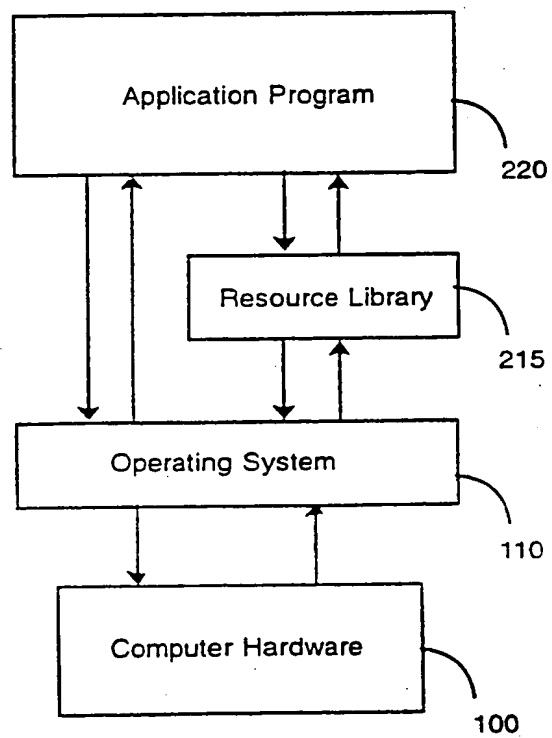 Application Program
220
Resource Library
215
Operating System
110
Computer Hardware
100